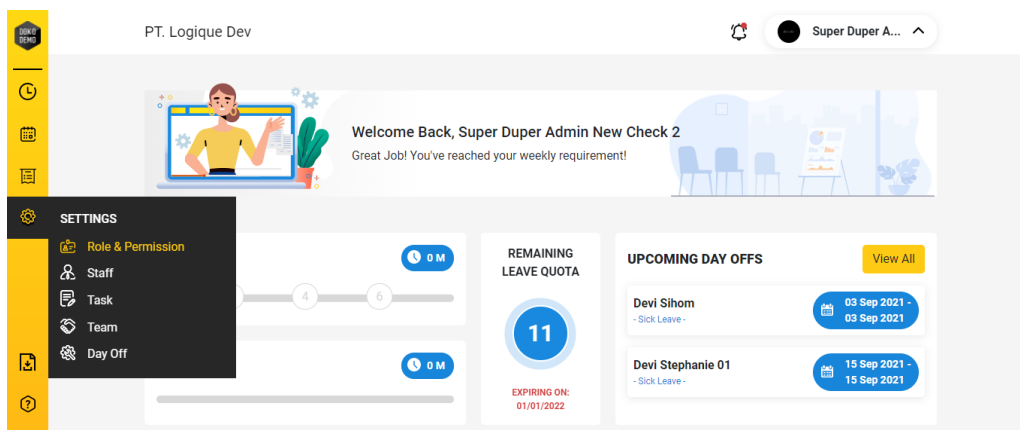 DOKO
DEMO
PT. Logique Dev
Super Duper A...
Welcome Back, Super Duper Admin New Check 2
Great Job! You've reached your weekly requirement!
SETTINGS
Role & Permission
Staff
Task
Team
Day Off
0 M
4
6
0 M
REMAINING
LEAVE QUOTA
11
EXPIRING ON:
01/01/2022
UPCOMING DAY OFFS
View All
Devi Sihom
- Sick Leave -
03 Sep 2021 -
03 Sep 2021
Devi Stephanie 01
- Sick Leave -
15 Sep 2021 -
15 Sep 2021